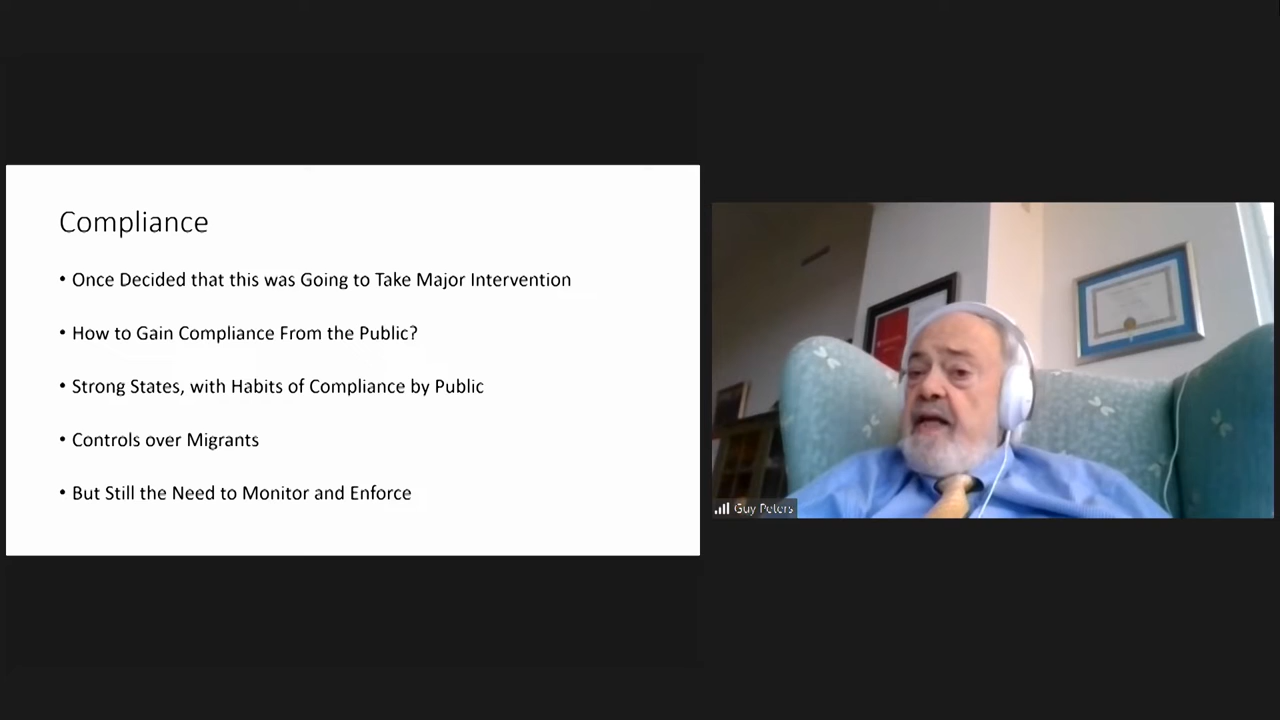 Compliance
• Once Decided that this was Going to Take Major Intervention
• How to Gain Compliance From the Public?
• Strong States, with Habits of Compliance by Public
• Controls over Migrants
• But Still the Need to Monitor and Enforce
Guy Peters